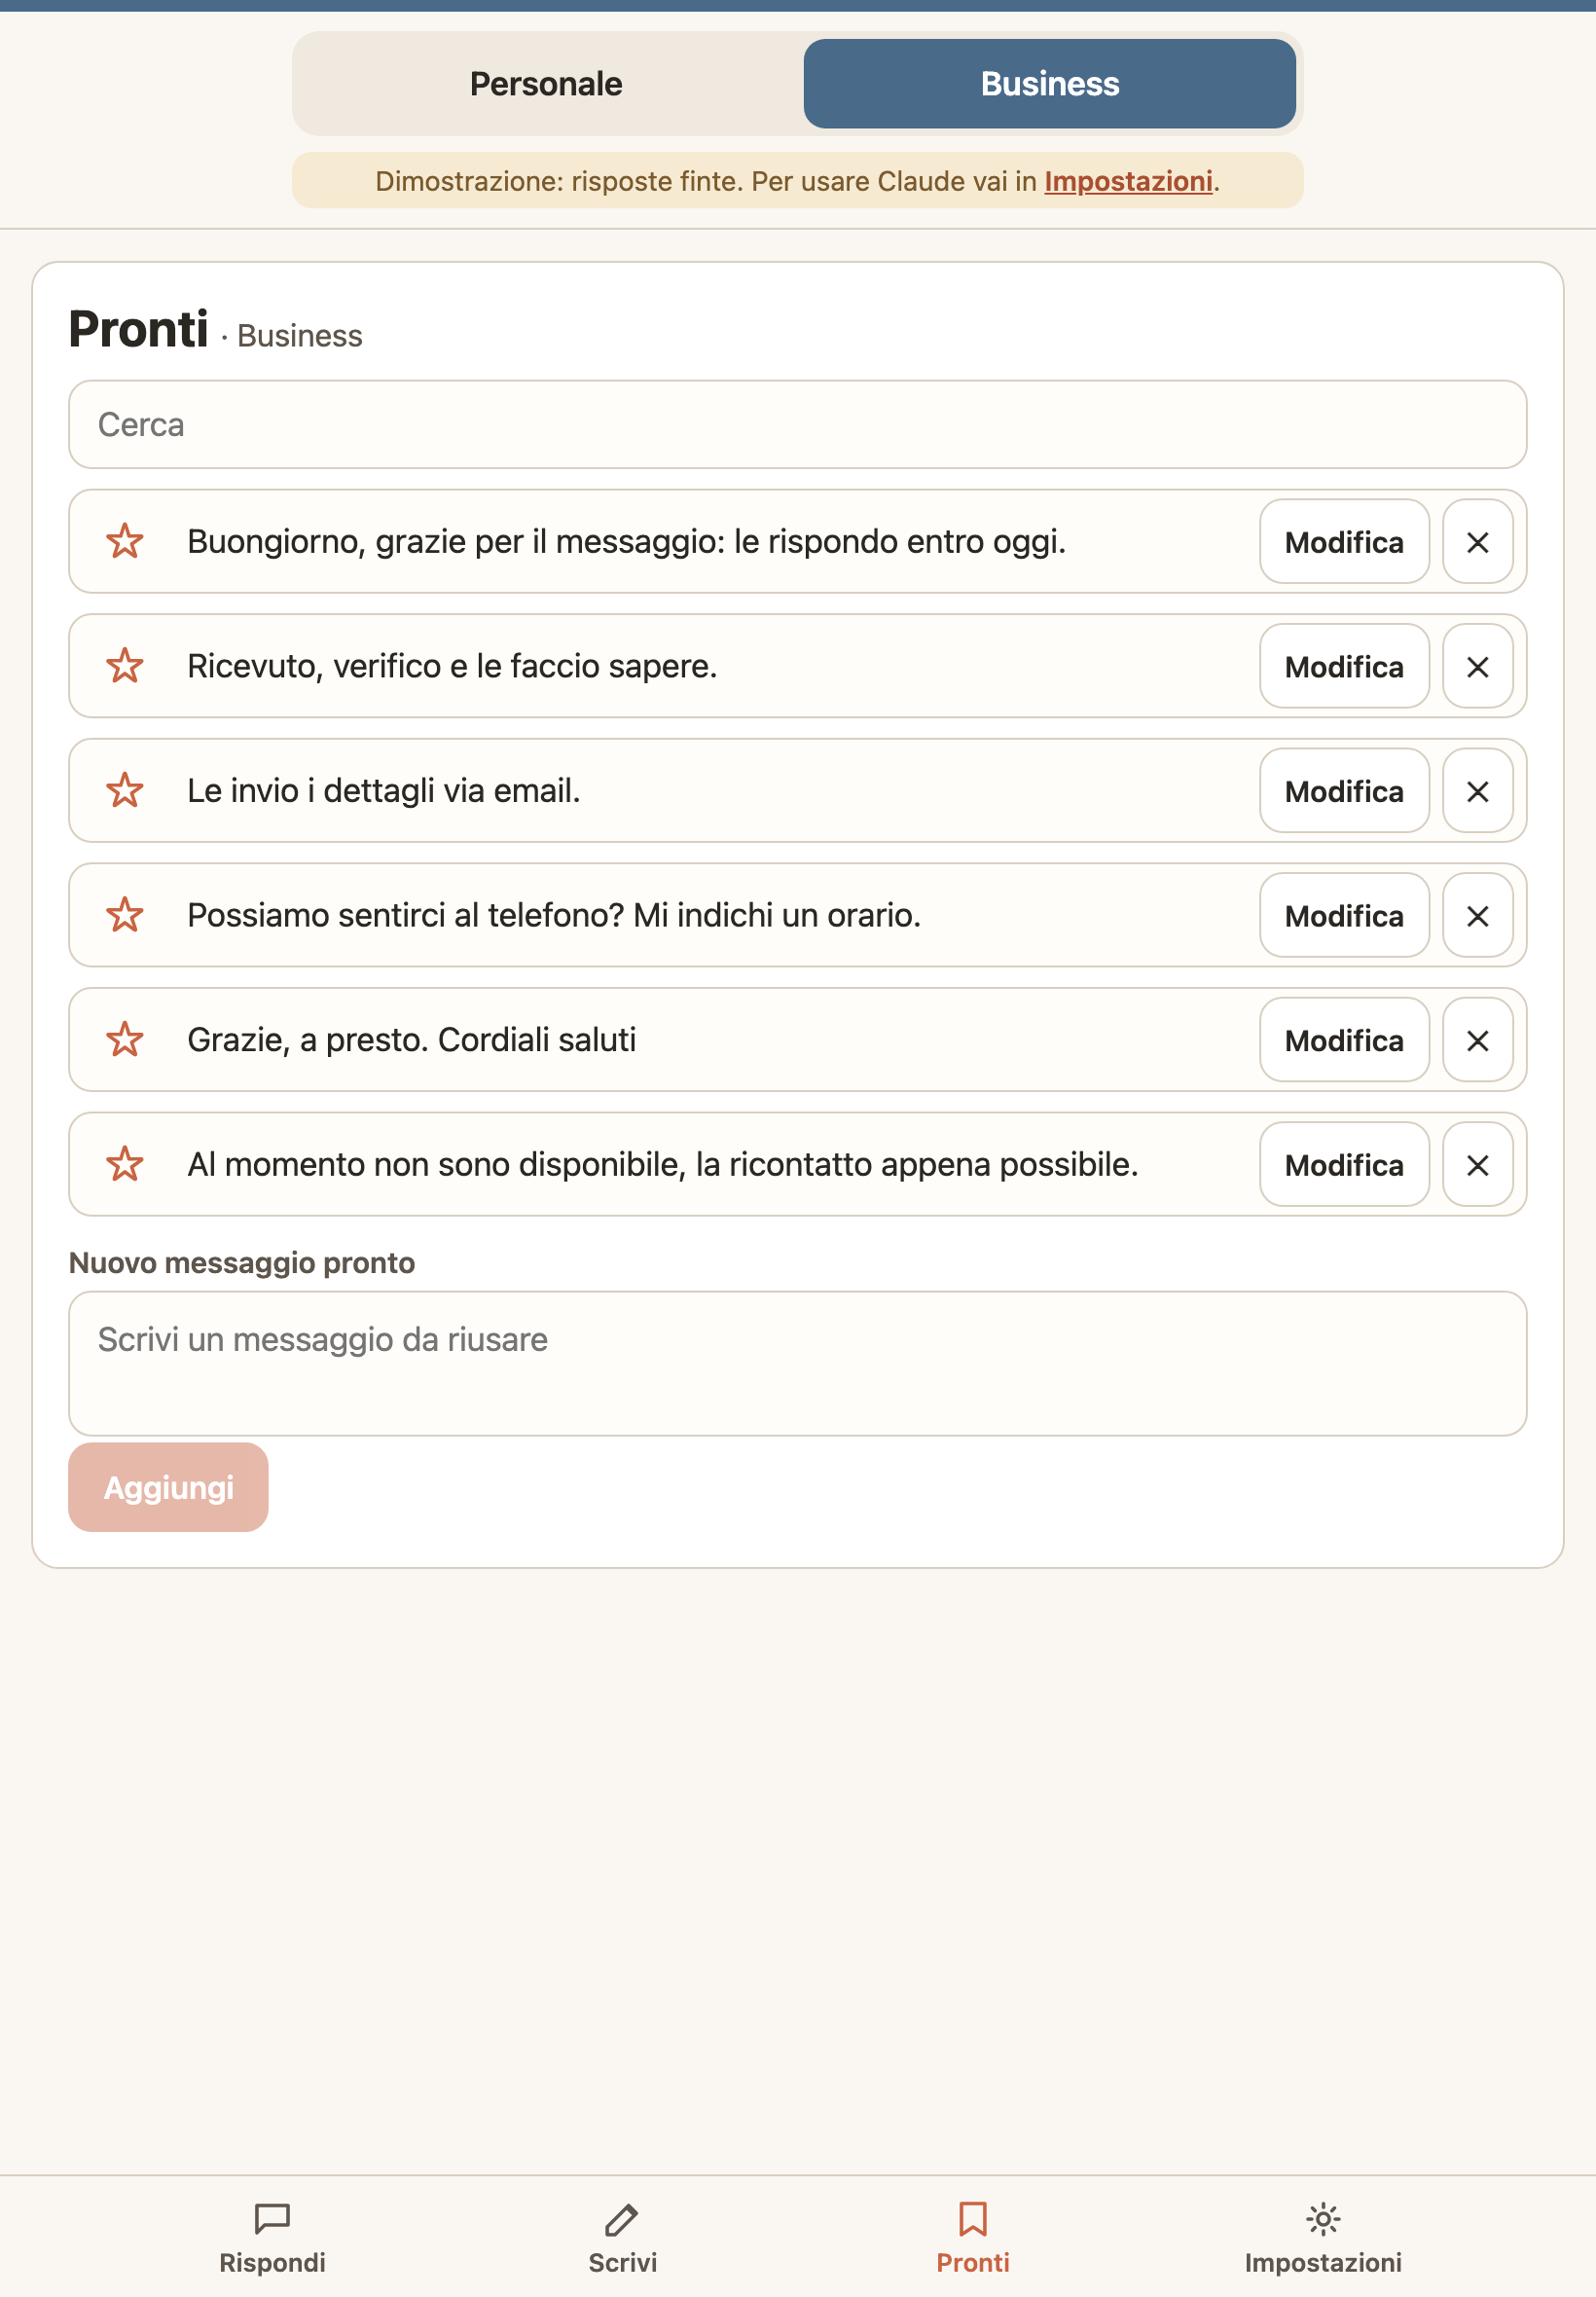 Personale
Business
Dimostrazione: risposte finte. Per usare Claude vai in Impostazioni.
Pronti · Business
Cerca
Buongiorno, grazie per il messaggio: le rispondo entro oggi.
Modifica
Ricevuto, verifico e le faccio sapere.
Modifica
Le invio i dettagli via email.
Modifica
Possiamo sentirci al telefono? Mi indichi un orario.
Modifica
Grazie, a presto. Cordiali saluti
Modifica
Al momento non sono disponibile, la ricontatto appena possibile.
Modifica
Nuovo messaggio pronto
Scrivi un messaggio da riusare
Aggiungi
Rispondi
Scrivi
Pronti
Impostazioni